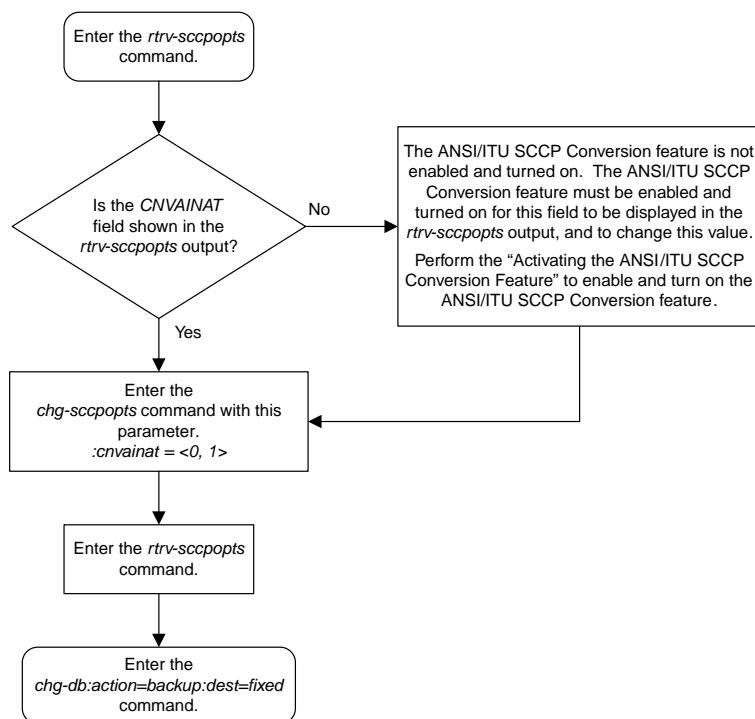 Enter the rtrv-sccpopts
command.
Is the CNVAINAT
field shown in the
rtrv-sccpopts
output?
No
The ANSI/ITU SCCP Conversion feature is not
enabled and turned on.  The ANSI/ITU SCCP
Conversion feature must be enabled and
turned on for this field to be displayed in the
rtrv-sccpopts output, and to change this value.
Perform the “Activating the ANSI/ITU SCCP
Conversion Feature” to enable and turn on the
ANSI/ITU SCCP Conversion feature.
Yes
Enter the
chg-sccpopts command with this
parameter.
:cnvainat = <0, 1>
Enter the rtrv-sccpopts
command.
Enter the
chg-db:action=backup:dest=fixed
command.